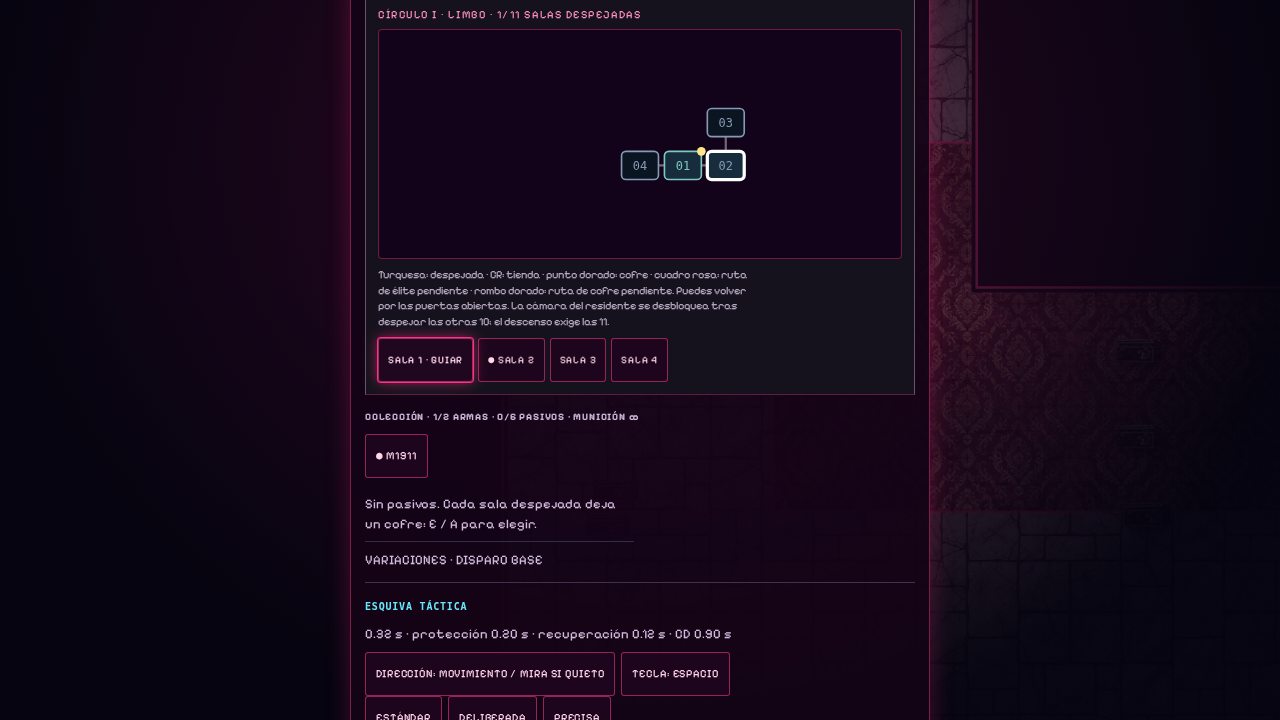 CÍRCULO I · LIMBO · 1/11 SALAS DESPEJADAS
03
04 01 02
Turquesa: despejada · OR: tienda · punto dorado: cofre · cuadro rosa: ruta
de élite pendiente · rombo dorado: ruta de cofre pendiente. Puedes volver
por las puertas abiertas. La cámara del residente se desbloquea tras
despejar las otras 10; el descenso exige las 11.
SALA 1 · GUIAR ● SALA 2 SALA 3 SALA 4
COLECCIÓN · 1/2 ARMAS · 0/6 PASIVOS · MUNICIÓN ∞
● M1911
Sin pasivos. Cada sala despejada deja
un cofre: E / A para elegir.
VARIACIONES · DISPARO BASE
ESQUIVA TÁCTICA
0.32 s · protección 0.20 s · recuperación 0.12 s · CD 0.90 s
DIRECCIÓN: MOVIMIENTO / MIRA SI QUIETO TECLA: ESPACIO
ESTÁNDAR DELIBERADA PRECISA